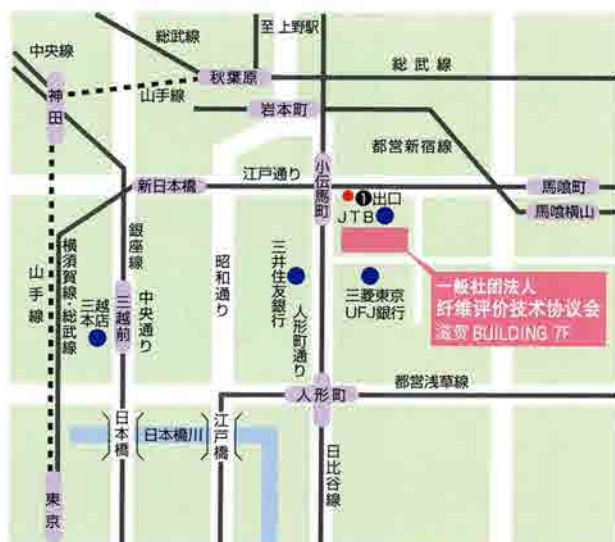 至 上野駅
総武線
中央線
秋葉原
総武線
神田
山手線
岩本町
都営新宿線
小伝馬町
江戸通り
新日本橋
馬喰町
❶出口
JTB
馬喰横山
横須賀線・総武線
銀座線
昭和通り
三井住友銀行
山手線
三越本店
三越前
中央通り
人形町通り
三菱東京
UFJ銀行
一般社団法人
纤维评价技术协议会
滋贺 BUILDING 7F
都営浅草線
人形町
日本橋
日本橋川
江戸橋
日比谷線
東京